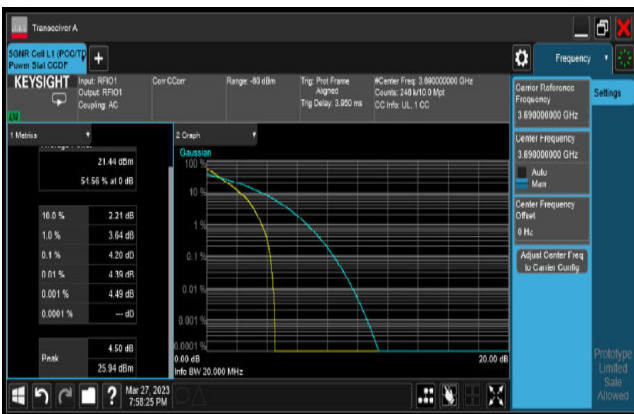 Transceiver A
5GNR Cell L1 (PCC/TD
Power Stat CCDF
+
Frequency
KEYSIGHT
Input: RFIO1
Output: RFIO1
Coupling: AC
Corr CCorr
Range: -60 dBm
Trig: Prot Frame
Aligned
Trig Delay: 3.950 ms
#Center Freq: 3.690000000 GHz
Counts: 248 k/10.0 Mpt
CC Info: UL, 1 CC
1 Metrics
21.44 dBm
51.56 % at 0 dB
10.0 % 2.21 dB
1.0 % 3.64 dB
0.1 % 4.20 dB
0.01 % 4.39 dB
0.001 % 4.49 dB
0.0001 % --- dB
Peak
4.50 dB
25.94 dBm
2 Graph
Gaussian
100 %
10 %
1 %
0.1 %
0.01 %
0.001 %
0.0001 %
0.00 dB
20.00 dB
Info BW 20.000 MHz
Carrier Reference
Frequency
3.690000000 GHz
Center Frequency
3.690000000 GHz
Auto
Man
Center Frequency
Offset
0 Hz
Adjust Center Freq
to Carrier Config
Settings
Prototype
Limited
Sale
Allowed
?
Mar 27, 2023
7:58:25 PM